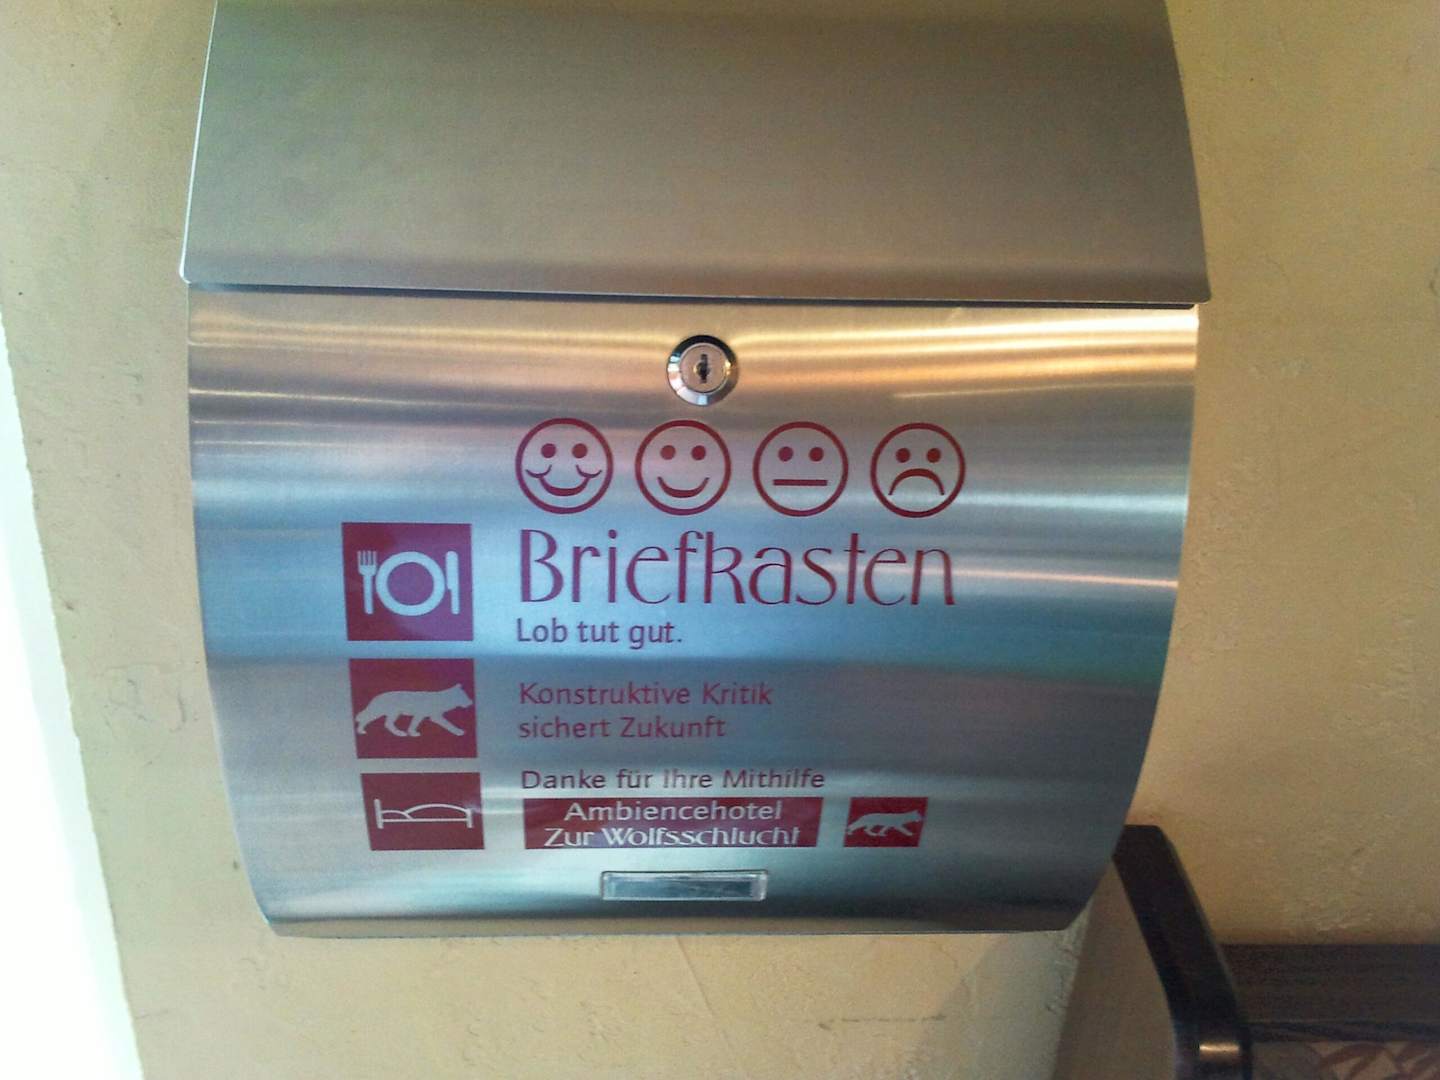 Briefkasten
Lob tut gut.
Konstruktive Kritik
sichert Zukunft
Danke für Ihre Mithilfe
Ambiencehotel
Zur Wolfsschlucht